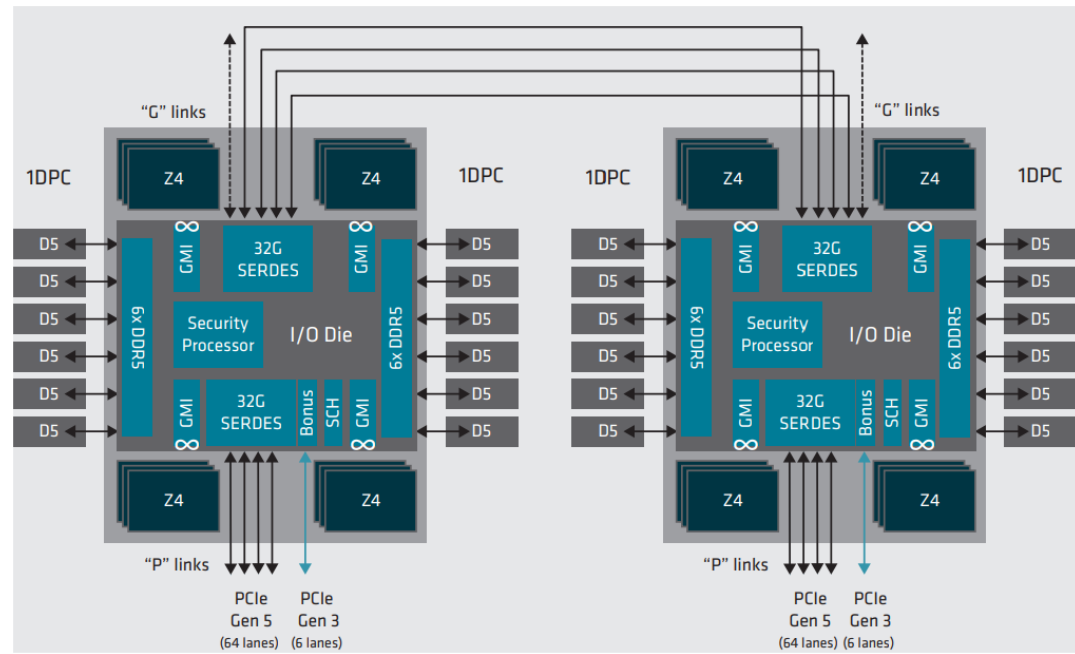 "G" links
"G" links
1DPC
Z4
Z4
1DPC
1DPC
Z4
Z4
1DPC
D5
D5
D5
D5
D5
D5
6x DDR5
∞
GMI
32G
SERDES
∞
GMI
6x DDR5
Security
Processor
I/O Die
GMI
∞
32G
SERDES
Bonus
SCH
GMI
∞
D5
D5
D5
D5
D5
D5
D5
D5
D5
D5
D5
D5
6x DDR5
∞
GMI
32G
SERDES
∞
GMI
6x DDR5
Security
Processor
I/O Die
GMI
∞
32G
SERDES
Bonus
SCH
GMI
∞
D5
D5
D5
D5
D5
D5
Z4
Z4
Z4
Z4
"P" links
"P" links
PCIe
Gen 5
(64 lanes)
PCIe
Gen 3
(6 lanes)
PCIe
Gen 5
(64 lanes)
PCIe
Gen 3
(6 lanes)